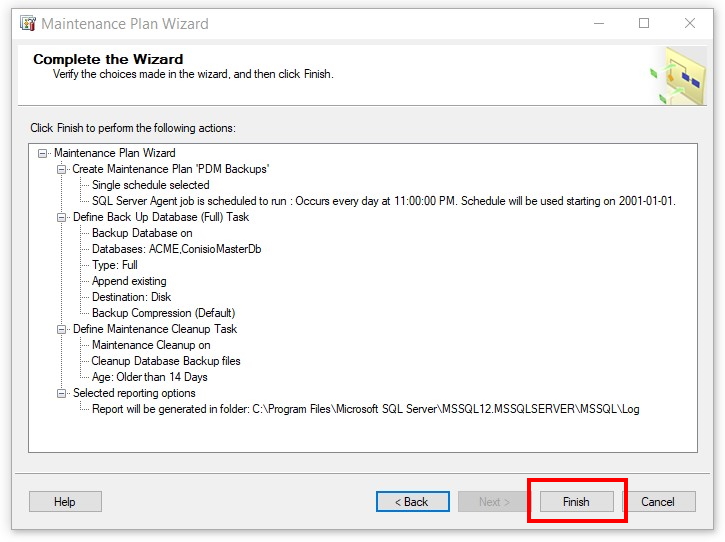 Maintenance Plan Wizard
Complete the Wizard
Verify the choices made in the wizard, and then click Finish.
Click Finish to perform the following actions:
Maintenance Plan Wizard
Create Maintenance Plan 'PDM Backups'
Single schedule selected
SQL Server Agent job is scheduled to run : Occurs every day at 11:00:00 PM. Schedule will be used starting on 2001-01-01.
Define Back Up Database (Full) Task
Backup Database on
Databases: ACME,ConisioMasterDb
Type: Full
Append existing
Destination: Disk
Backup Compression (Default)
Define Maintenance Cleanup Task
Maintenance Cleanup on
Cleanup Database Backup files
Age: Older than 14 Days
Selected reporting options
Report will be generated in folder: C:\Program Files\Microsoft SQL Server\MSSQL12.MSSQLSERVER\MSSQL\Log
Help < Back Next > Finish Cancel